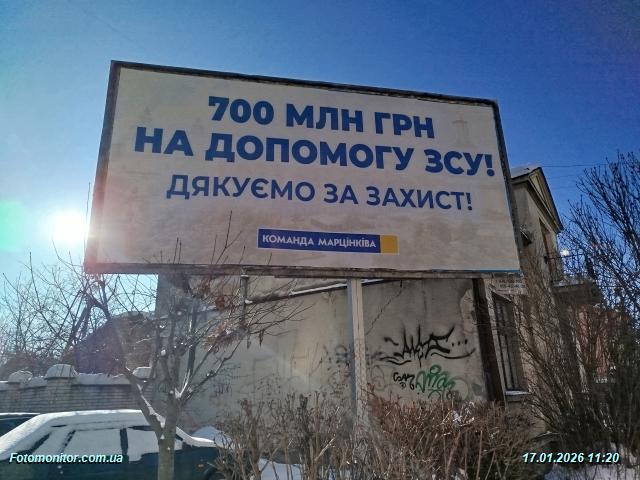 700 МЛН ГРН
НА ДОПОМОГУ ЗСУ!
ДЯКУЄМО ЗА ЗАХИСТ!
КОМАНДА МАРЦІНКІВА
Fotomonitor.com.ua
17.01.2026 11:20